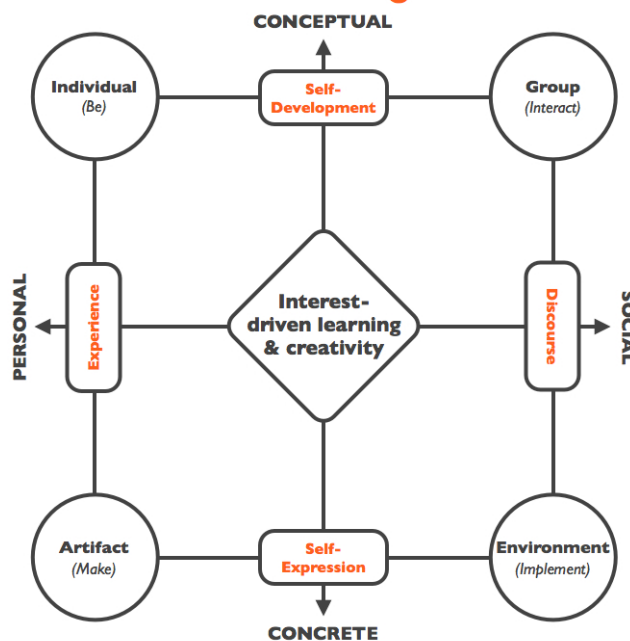 CONCEPTUAL
Individual
(Be)
Self-
Development
Group
(Interact)
PERSONAL
Experience
Interest-
driven learning
& creativity
Discourse
SOCIAL
Artifact
(Make)
Self-
Expression
Environment
(Implement)
CONCRETE